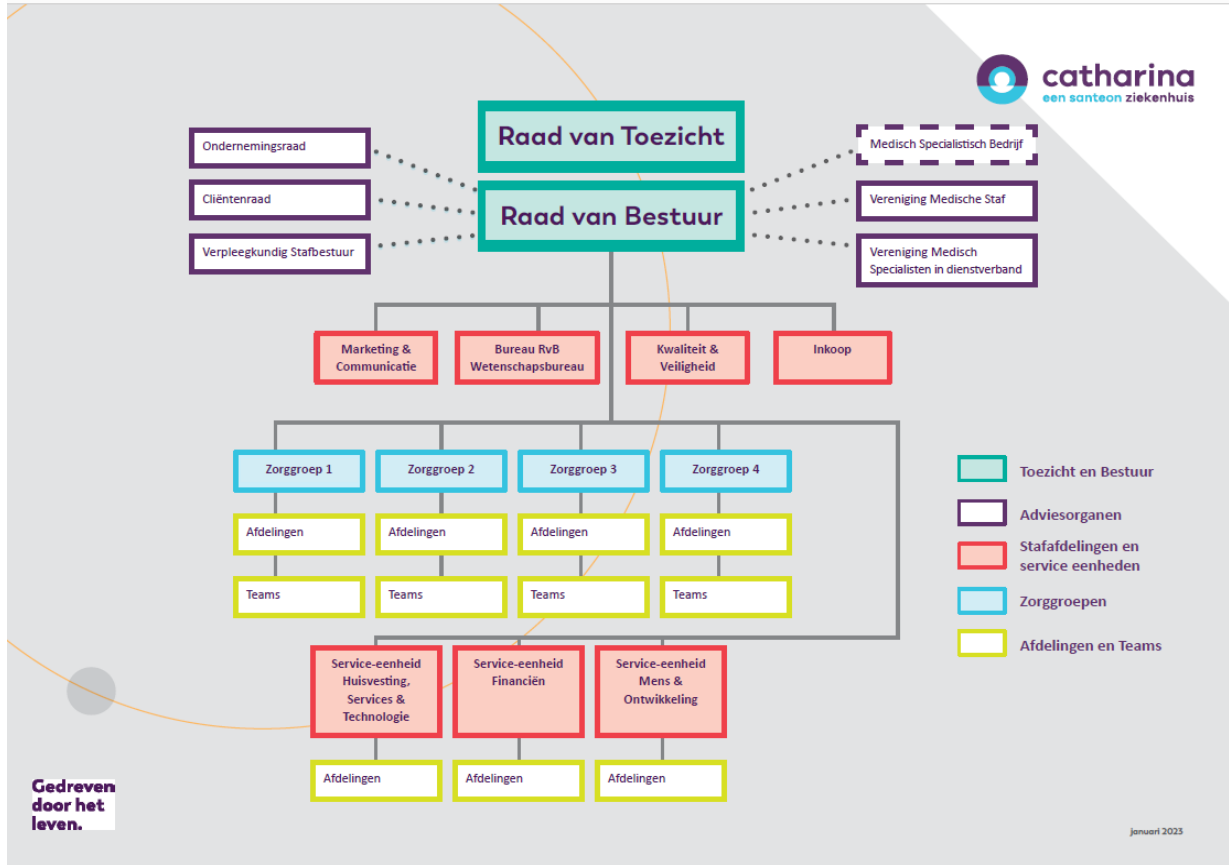 catharina
een santeon ziekenhuis
Raad van Toezicht
Ondernemingsraad
Medisch Specialistisch Bedrijf
Cliëntenraad
Raad van Bestuur
Vereniging Medische Staf
Verpleegkundig Stafbestuur
Vereniging Medisch
Specialisten in dienstverband
Marketing &
Communicatie
Bureau RvB
Wetenschapsbureau
Kwaliteit &
Veiligheid
Inkoop
Zorggroep 1
Zorggroep 2
Zorggroep 3
Zorggroep 4
Afdelingen
Afdelingen
Afdelingen
Afdelingen
Teams
Teams
Teams
Teams
Toezicht en Bestuur
Adviesorganen
Stafafdelingen en
service eenheden
Zorggroepen
Afdelingen en Teams
Service-eenheid
Huisvesting,
Services &
Technologie
Service-eenheid
Financiën
Service-eenheid
Mens &
Ontwikkeling
Afdelingen
Afdelingen
Afdelingen
Gedreven
door het
leven.
januari 2023